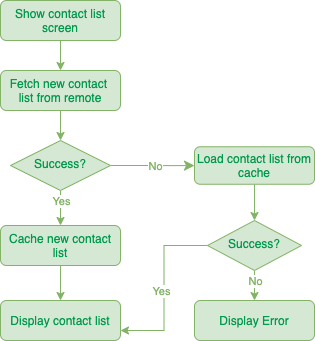 Show contact list
screen
Fetch new contact
list from remote
Success?
No
Load contact list from
cache
Yes
Cache new contact
list
Success?
Yes
No
Display contact list
Display Error